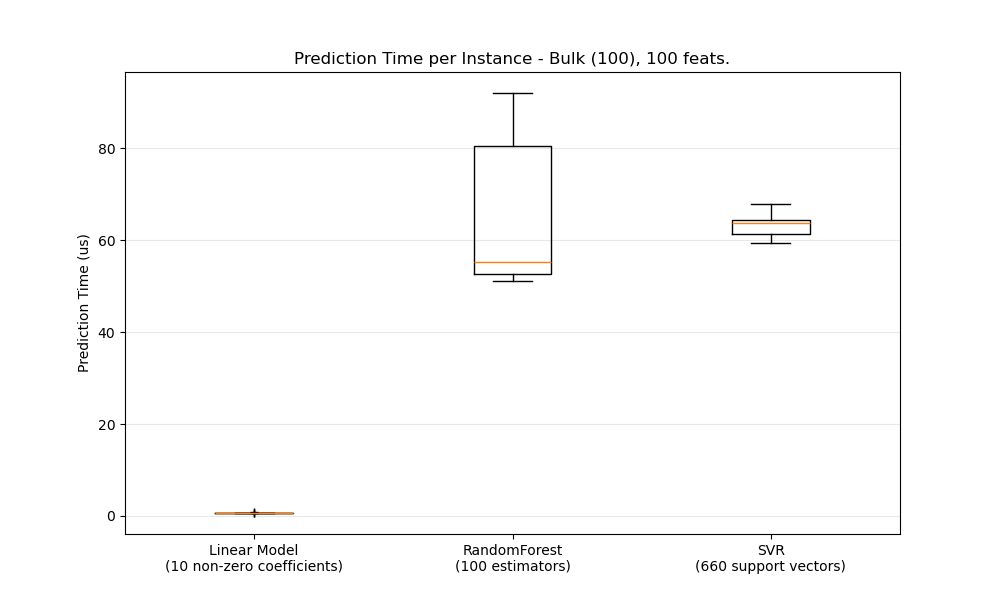 Prediction Time per Instance - Bulk (100), 100 feats.
Prediction Time (us)
80
60
40
20
0
Linear Model
(10 non-zero coefficients)
RandomForest
(100 estimators)
SVR
(660 support vectors)